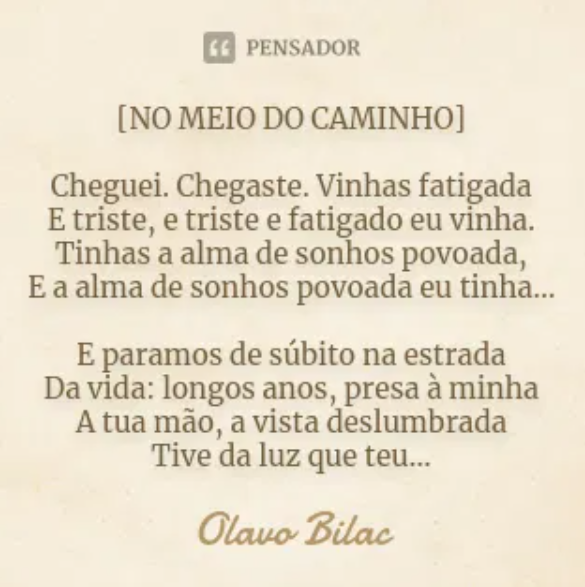 PENSADOR
[NO MEIO DO CAMINHO]
Cheguei. Chegaste. Vinhas fatigada
E triste, e triste e fatigado eu vinha.
Tinhas a alma de sonhos povoada,
E a alma de sonhos povoada eu tinha...
E paramos de súbito na estrada
Da vida: longos anos, presa à minha
A tua mão, a vista deslumbrada
Tive da luz que teu...
Olavo Bilac